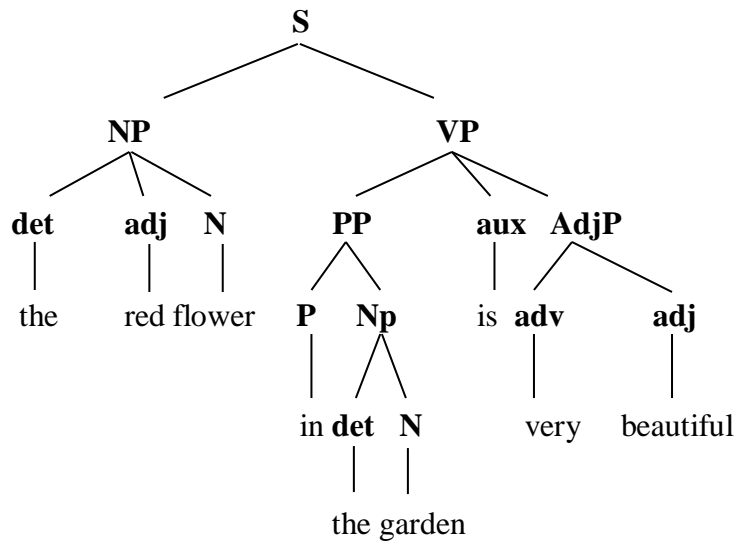 S
NP VP
det adj N PP aux AdjP
the red flower P Np is adv adj
in det N very beautiful
the garden